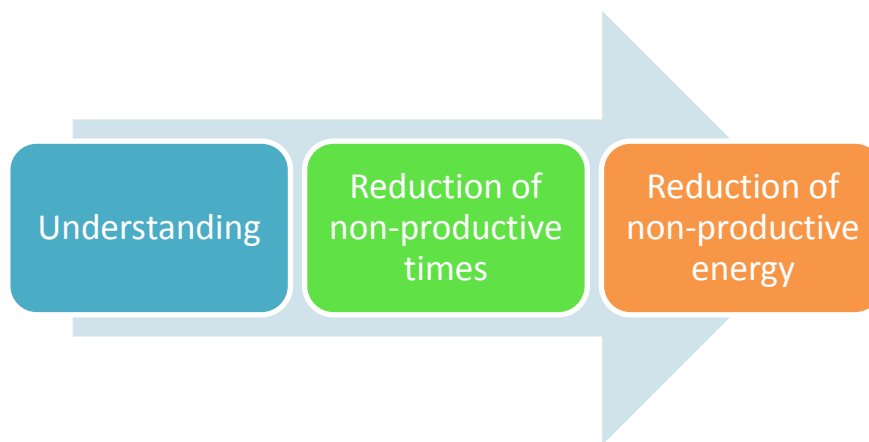 Understanding
Reduction of
non-productive
times
Reduction of
non-productive
energy